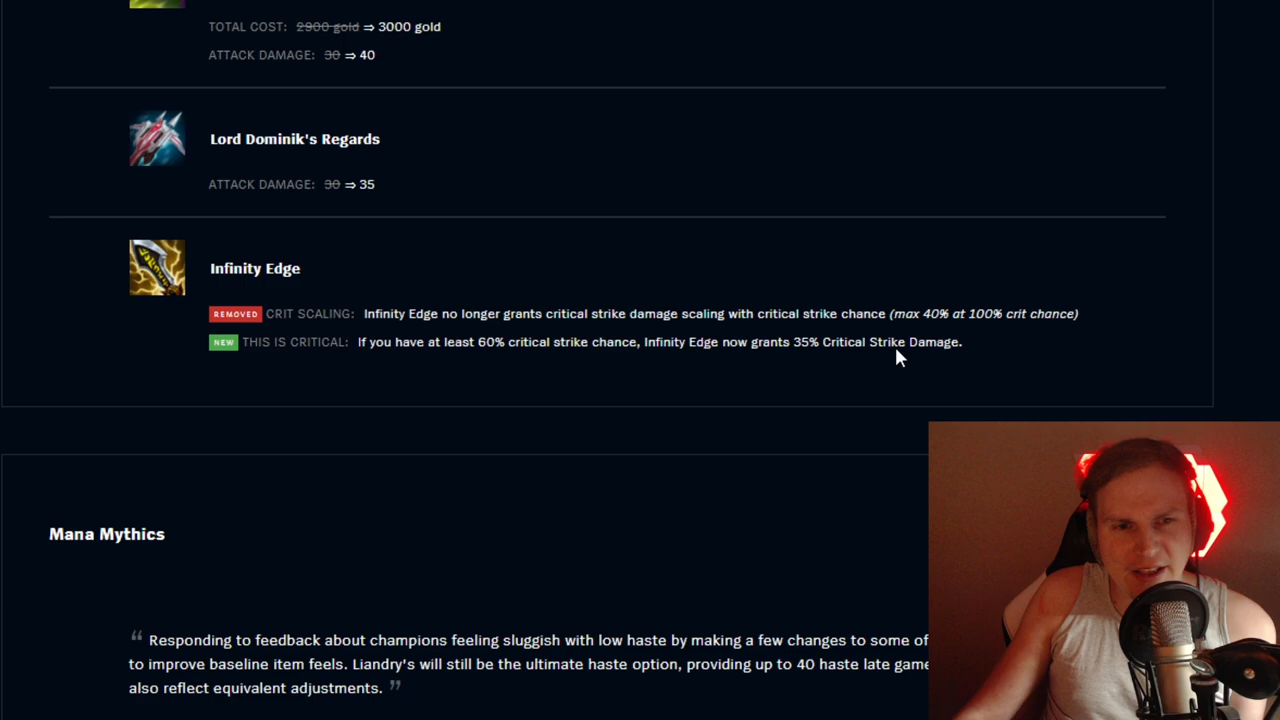 TOTAL COST: 2900 gold ⇒ 3000 gold
ATTACK DAMAGE: 30 ⇒ 40
Lord Dominik's Regards
ATTACK DAMAGE: 30 ⇒ 35
Infinity Edge
REMOVED CRIT SCALING: Infinity Edge no longer grants critical strike damage scaling with critical strike chance (max 40% at 100% crit chance)
NEW THIS IS CRITICAL: If you have at least 60% critical strike chance, Infinity Edge now grants 35% Critical Strike Damage.
Mana Mythics
“ Responding to feedback about champions feeling sluggish with low haste by making a few changes to some of
to improve baseline item feels. Liandry's will still be the ultimate haste option, providing up to 40 haste late game
also reflect equivalent adjustments. ”